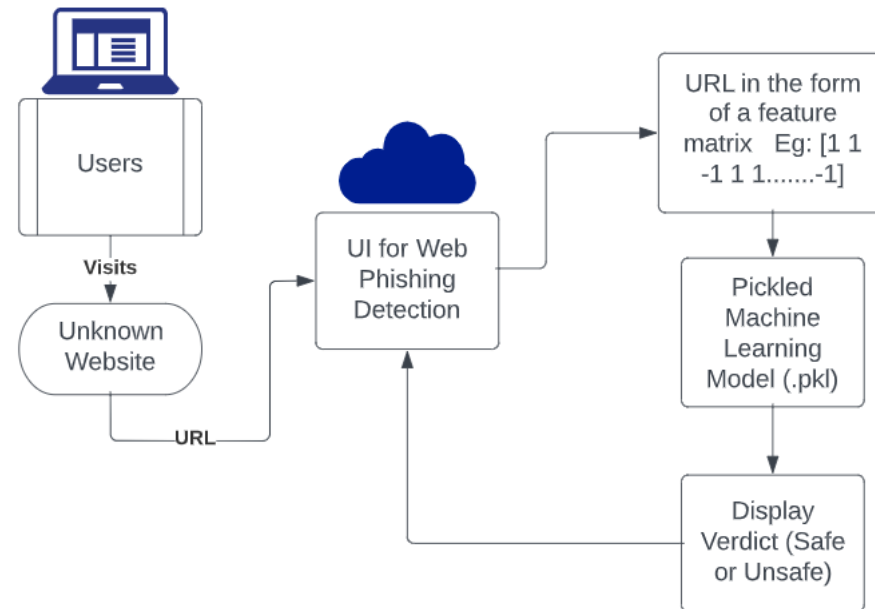 Users
Visits
Unknown
Website
URL
UI for Web
Phishing
Detection
URL in the form
of a feature
matrix   Eg: [1 1
-1 1 1.......-1]
Pickled
Machine
Learning
Model (.pkl)
Display
Verdict (Safe
or Unsafe)